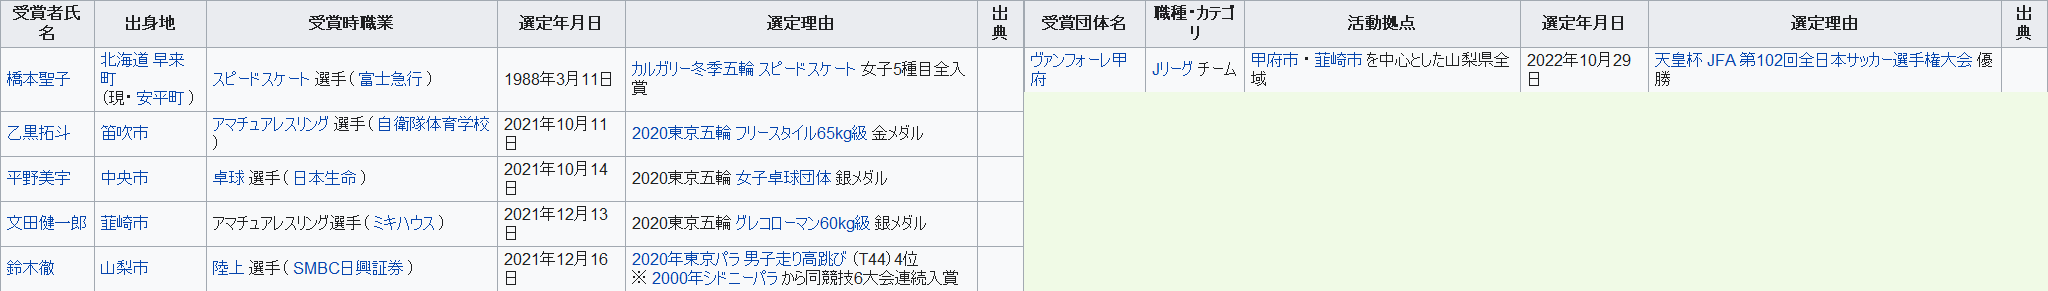 受賞者氏名 出身地 受賞時職業 選定年月日 選定理由 出典
橋本聖子 北海道 早来町 (現・安平町) スピードスケート 選手 ( 富士急行 ) 1988年3月11日 カルガリー冬季五輪 スピードスケート 女子5種目全入賞
乙黒拓斗 笛吹市 アマチュアレスリング 選手 ( 自衛隊体育学校 ) 2021年10月11日 2020東京五輪 フリースタイル65kg級 金メダル
平野美宇 中央市 卓球 選手 ( 日本生命 ) 2021年10月14日 2020東京五輪 女子卓球団体 銀メダル
文田健一郎 韮崎市 アマチュアレスリング選手 ( ミキハウス ) 2021年12月13日 2020東京五輪 グレコローマン60kg級 銀メダル
鈴木徹 山梨市 陸上 選手 ( SMBC日興証券 ) 2021年12月16日 2020年東京パラ 男子走り高跳び (T44) 4位
※ 2000年シドニーパラ から同競技6大会連続入賞
受賞団体名 職種・カテゴリ 活動拠点 選定年月日 選定理由 出典
ヴァンフォーレ甲府 Jリーグ チーム 甲府市 ・ 韮崎市 を中心とした山梨県全域 2022年10月29日 天皇杯 JFA 第102回全日本サッカー選手権大会 優勝